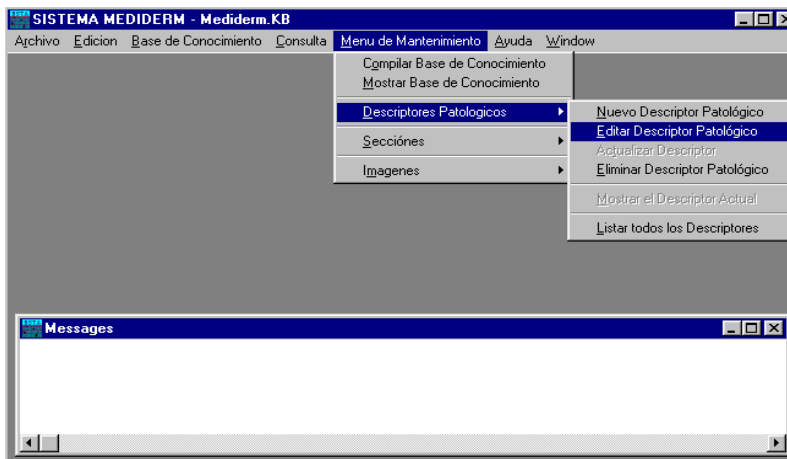 SISTEMA MEDIDERM - Mediderm.KB
Archivo Edicion Base de Conocimiento Consulta Menu de Mantenimiento Ayuda Window
Compilar Base de Conocimiento
Mostrar Base de Conocimiento
Descriptores Patologicos
Secciónes
Imagenes
Nuevo Descriptor Patológico
Editar Descriptor Patológico
Actualizar Descriptor
Eliminar Descriptor Patológico
Mostrar el Descriptor Actual
Listar todos los Descriptores
Messages